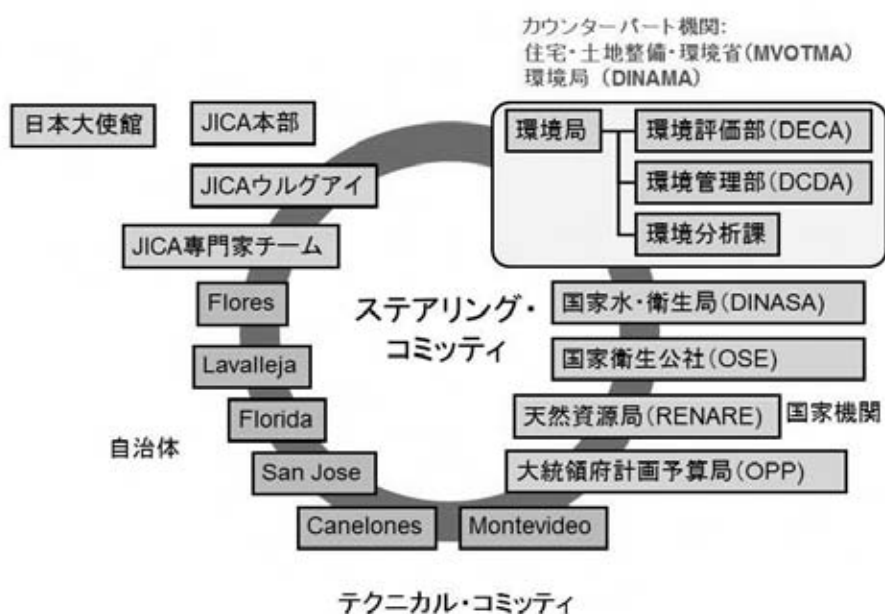 カウンターパート機関:
住宅・土地整備・環境省(MVOTMA)
環境局 (DINAMA)
日本大使館
JICA本部
JICAウルグアイ
JICA専門家チーム
環境局
環境評価部(DECA)
環境管理部(DCDA)
環境分析課
ステアリング・
コミッティ
Flores
Lavalleja
Florida
San Jose
Canelones
Montevideo
自治体
国家水・衛生局(DINASA)
国家衛生公社(OSE)
天然資源局(RENARE)
国家機関
大統領府計画予算局(OPP)
テクニカル・コミッティ